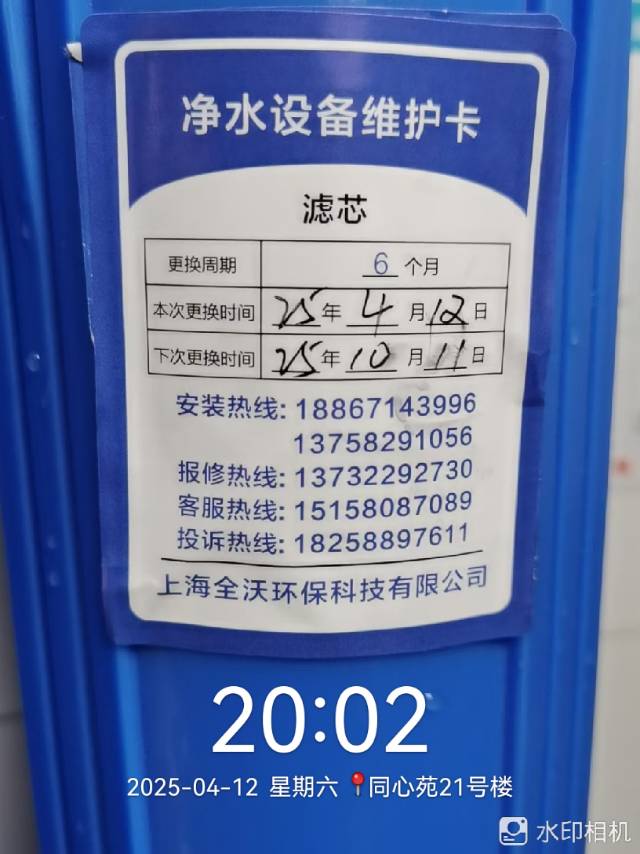 净水设备维护卡
滤芯
更换周期 6 个月
本次更换时间 25 年 4 月 12 日
下次更换时间 25 年 10 月 11 日
安装热线: 18867143996
13758291056
报修热线: 13732292730
客服热线: 15158087089
投诉热线: 18258897611
上海全沃环保科技有限公司
20:02
2025-04-12 星期六 📍同心苑21号楼
水印相机